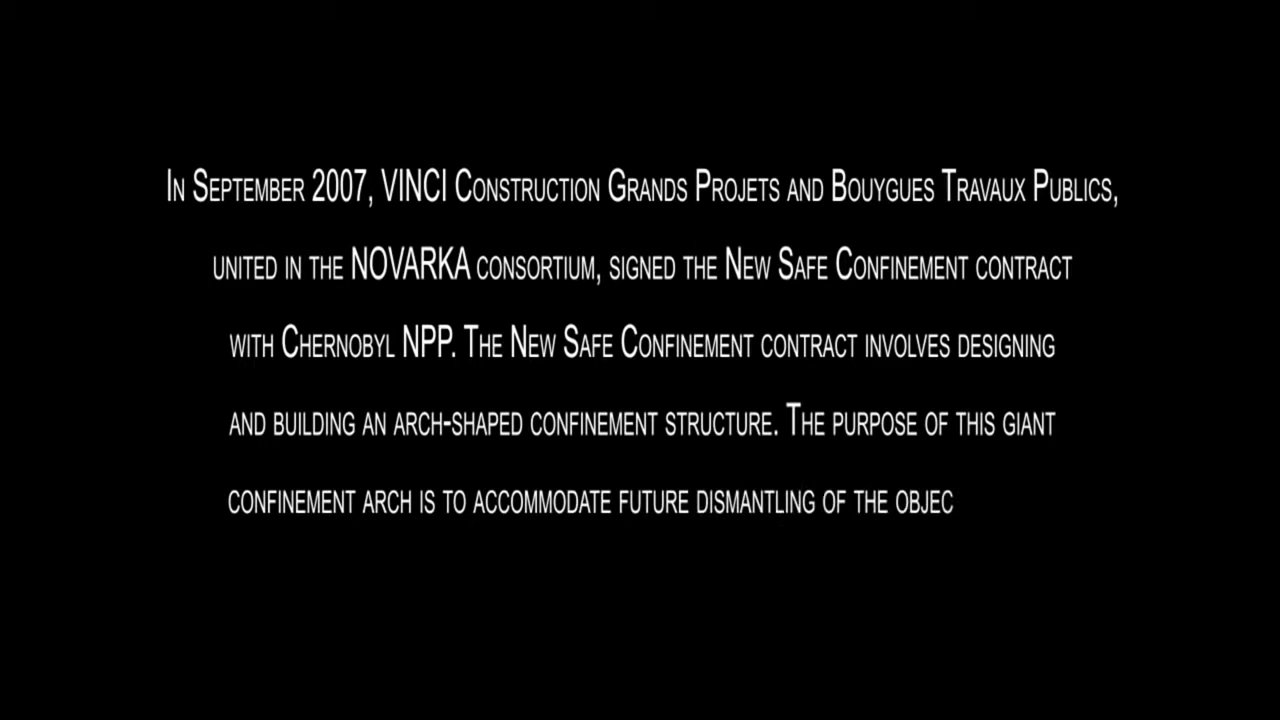 In September 2007, VINCI Construction Grands Projets and Bouygues Travaux Publics,
united in the NOVARKA consortium, signed the New Safe Confinement contract
with Chernobyl NPP. The New Safe Confinement contract involves designing
and building an arch-shaped confinement structure. The purpose of this giant
confinement arch is to accommodate future dismantling of the objec